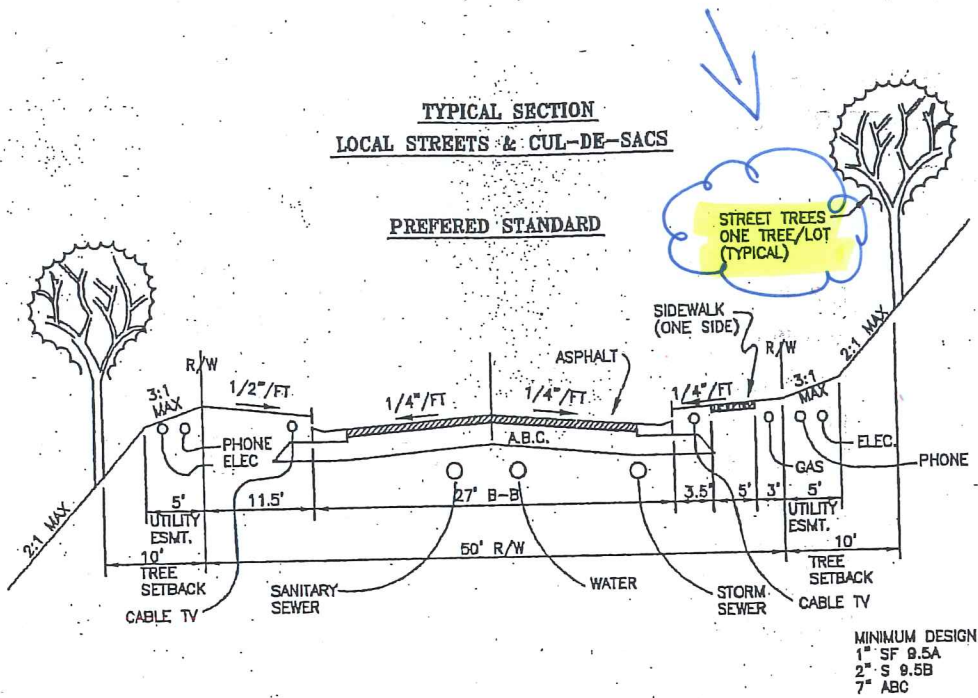 TYPICAL SECTION
LOCAL STREETS & CUL-DE-SACS
PREFERED STANDARD
STREET TREES
ONE TREE/LOT
(TYPICAL)
SIDEWALK
(ONE SIDE)
R/W
ASPHALT
R/W
2:1 MAX
3:1
MAX
1/2"/FT
1/4"/FT
1/4"/FT
1/4"/FT
3:1
MAX
PHONE
ELEC
A.B.C.
ELEC.
GAS
PHONE
2:1 MAX
5'
UTILITY
ESMT.
11.5'
27' B-B
3.5'
5'
3'
5'
UTILITY
ESMT.
10'
TREE
SETBACK
50' R/W
10'
TREE
SETBACK
CABLE TV
SANITARY
SEWER
WATER
STORM
SEWER
CABLE TV
MINIMUM DESIGN
1" SF 9.5A
2" S 9.5B
7" ABC